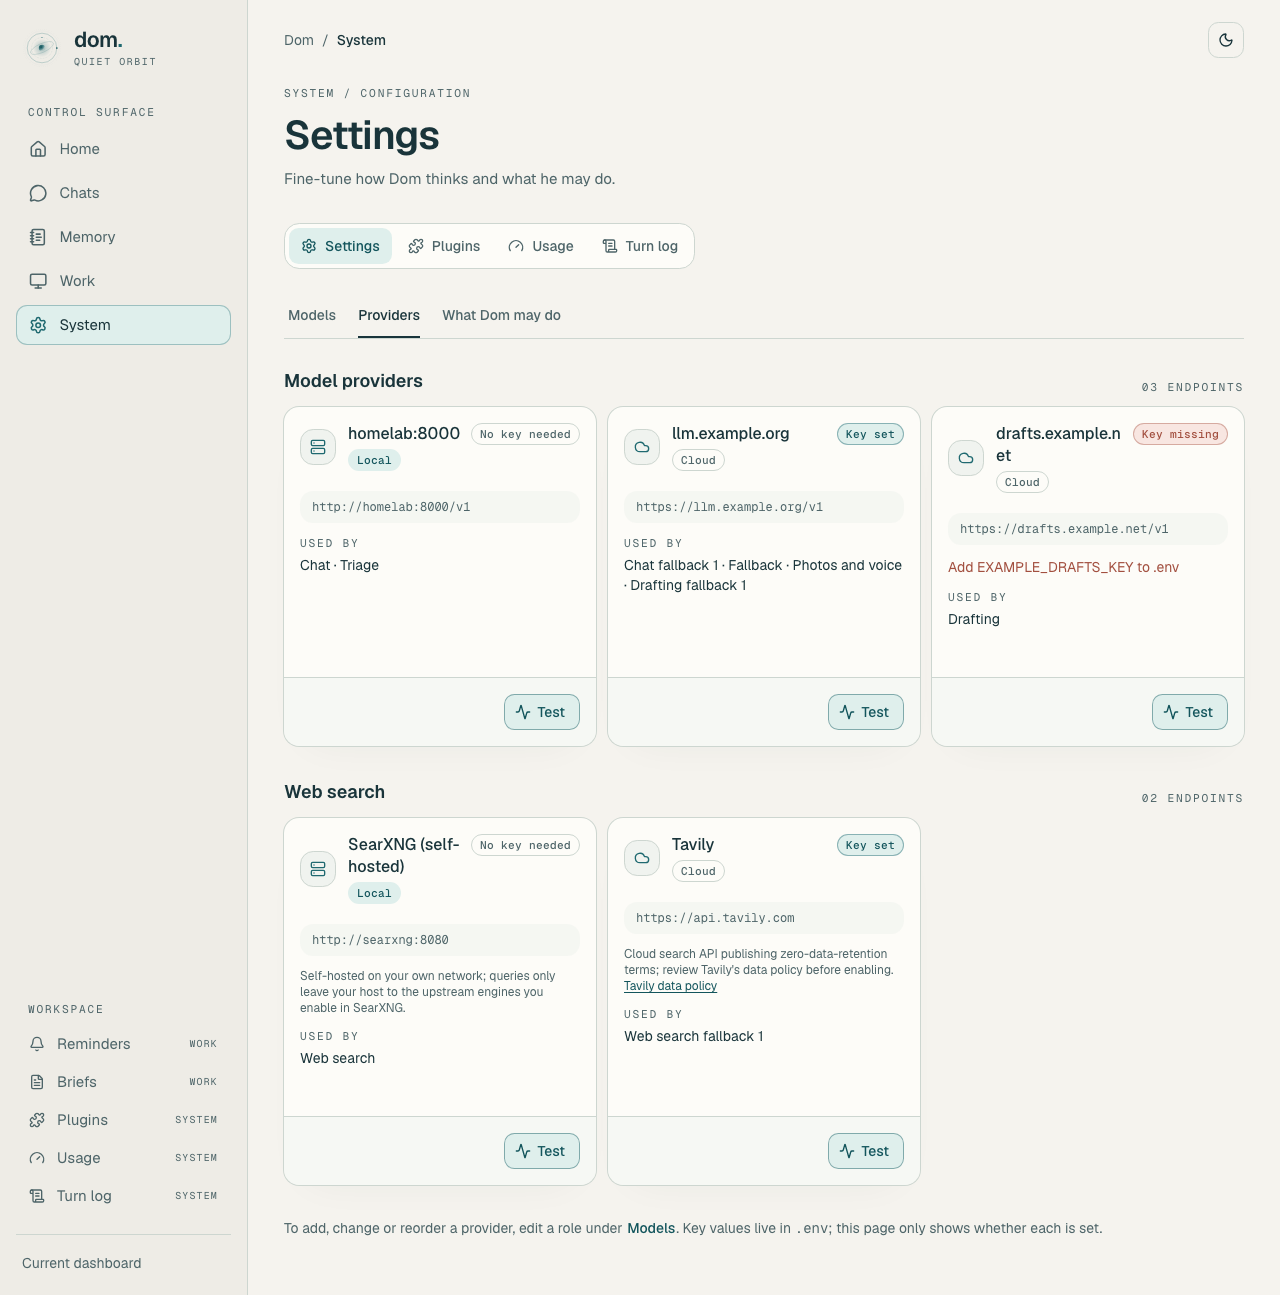 dom.
QUIET ORBIT
CONTROL SURFACE
Home
Chats
Memory
Work
System
WORKSPACE
Reminders WORK
Briefs WORK
Plugins SYSTEM
Usage SYSTEM
Turn log SYSTEM
Current dashboard
Dom / System
SYSTEM / CONFIGURATION
Settings
Fine-tune how Dom thinks and what he may do.
Settings Plugins Usage Turn log
Models Providers What Dom may do
Model providers
03 ENDPOINTS
homelab:8000 No key needed
Local
http://homelab:8000/v1
USED BY
Chat · Triage
Test
llm.example.org Key set
Cloud
https://llm.example.org/v1
USED BY
Chat fallback 1 · Fallback · Photos and voice
· Drafting fallback 1
Test
drafts.example.n Key missing
et
Cloud
https://drafts.example.net/v1
Add EXAMPLE_DRAFTS_KEY to .env
USED BY
Drafting
Test
Web search
02 ENDPOINTS
SearXNG (self- No key needed
hosted)
Local
http://searxng:8080
Self-hosted on your own network; queries only
leave your host to the upstream engines you
enable in SearXNG.
USED BY
Web search
Test
Tavily Key set
Cloud
https://api.tavily.com
Cloud search API publishing zero-data-retention
terms; review Tavily's data policy before enabling.
Tavily data policy
USED BY
Web search fallback 1
Test
To add, change or reorder a provider, edit a role under Models. Key values live in .env; this page only shows whether each is set.